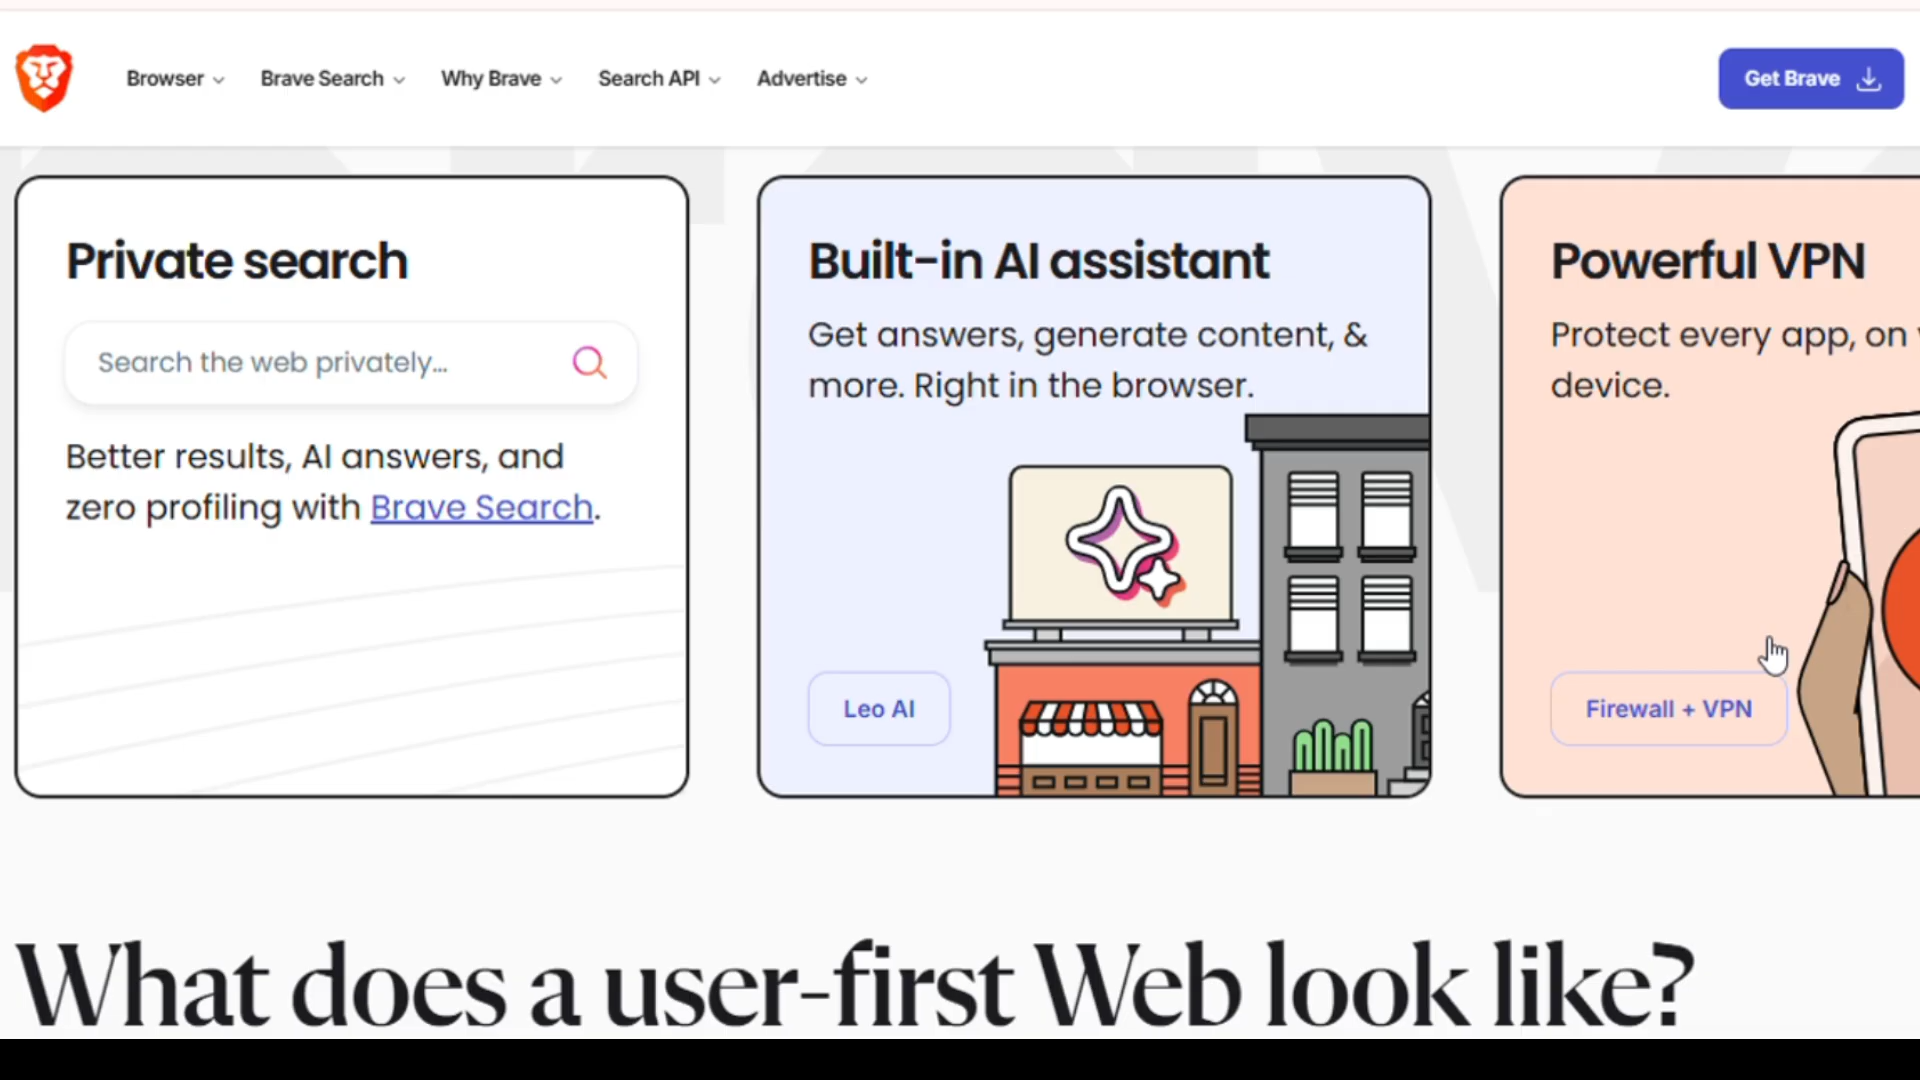 Browser
Brave Search
Why Brave
Search API
Advertise
Get Brave
Private search
Search the web privately...
Better results, AI answers, and
zero profiling with Brave Search.
Built-in AI assistant
Get answers, generate content, &
more. Right in the browser.
Leo AI
Powerful VPN
Protect every app, on
device.
Firewall + VPN
What does a user-first Web look like?